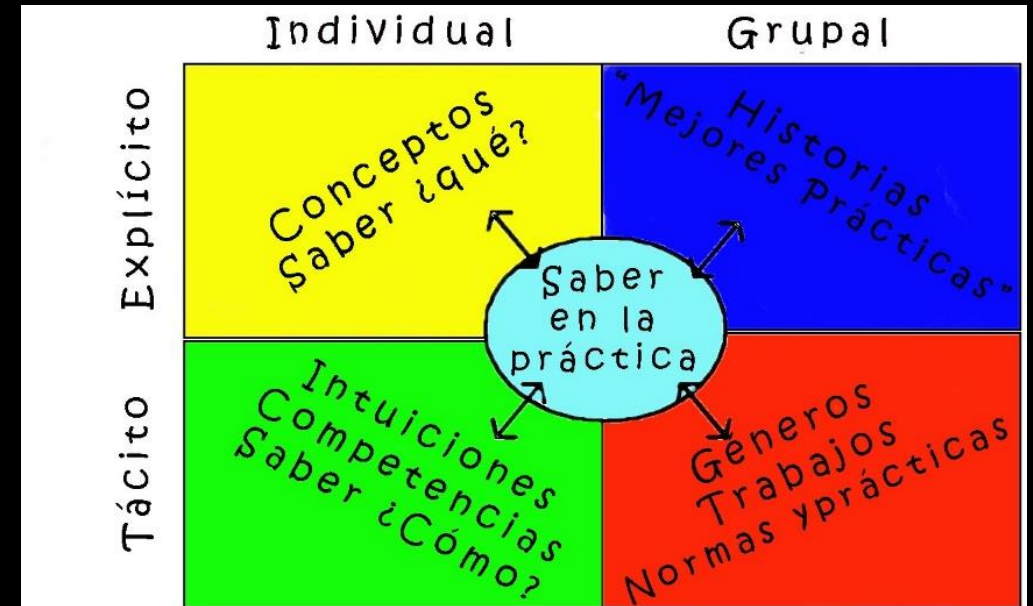 Individual
Grupal
Explícito
Conceptos
Saber ¿qué?
Historias
"Mejores Prácticas"
Saber
en la
práctica
Tácito
Intuiciones
Competencias
Saber ¿Cómo?
Géneros
Trabajos
Normas yprácticas